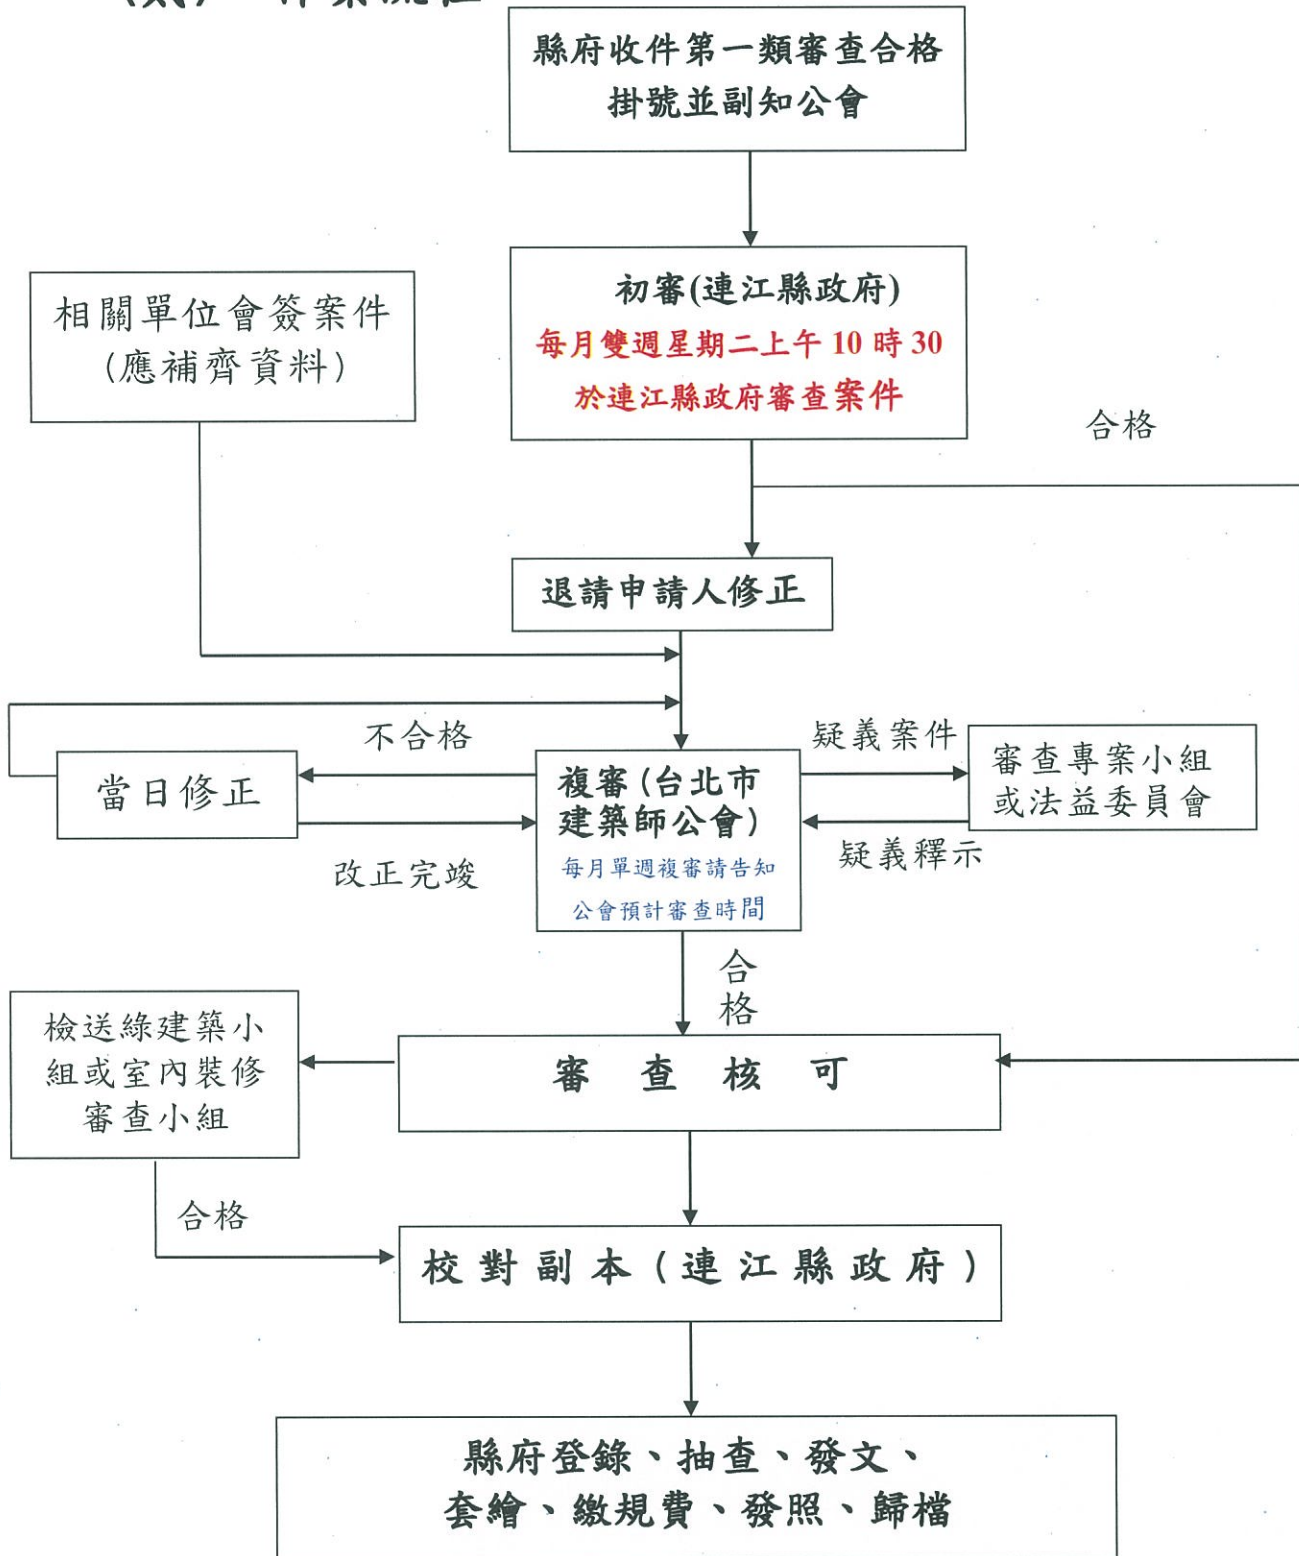 作業流程
縣府收件第一類審查合格
掛號並副知公會
初審(連江縣政府)
每月雙週星期二上午 10 時 30
於連江縣政府審查案件
相關單位會簽案件
(應補齊資料)
合格
退請申請人修正
不合格
疑義案件
當日修正
複審(台北市
建築師公會)
每月單週複審請告知
公會預計審查時間
審查專案小組
或法益委員會
改正完竣
疑義釋示
合
格
檢送綠建築小
組或室內裝修
審查小組
審 查 核 可
合格
校對副本(連江縣政府)
縣府登錄、抽查、發文、
套繪、繳規費、發照、歸檔